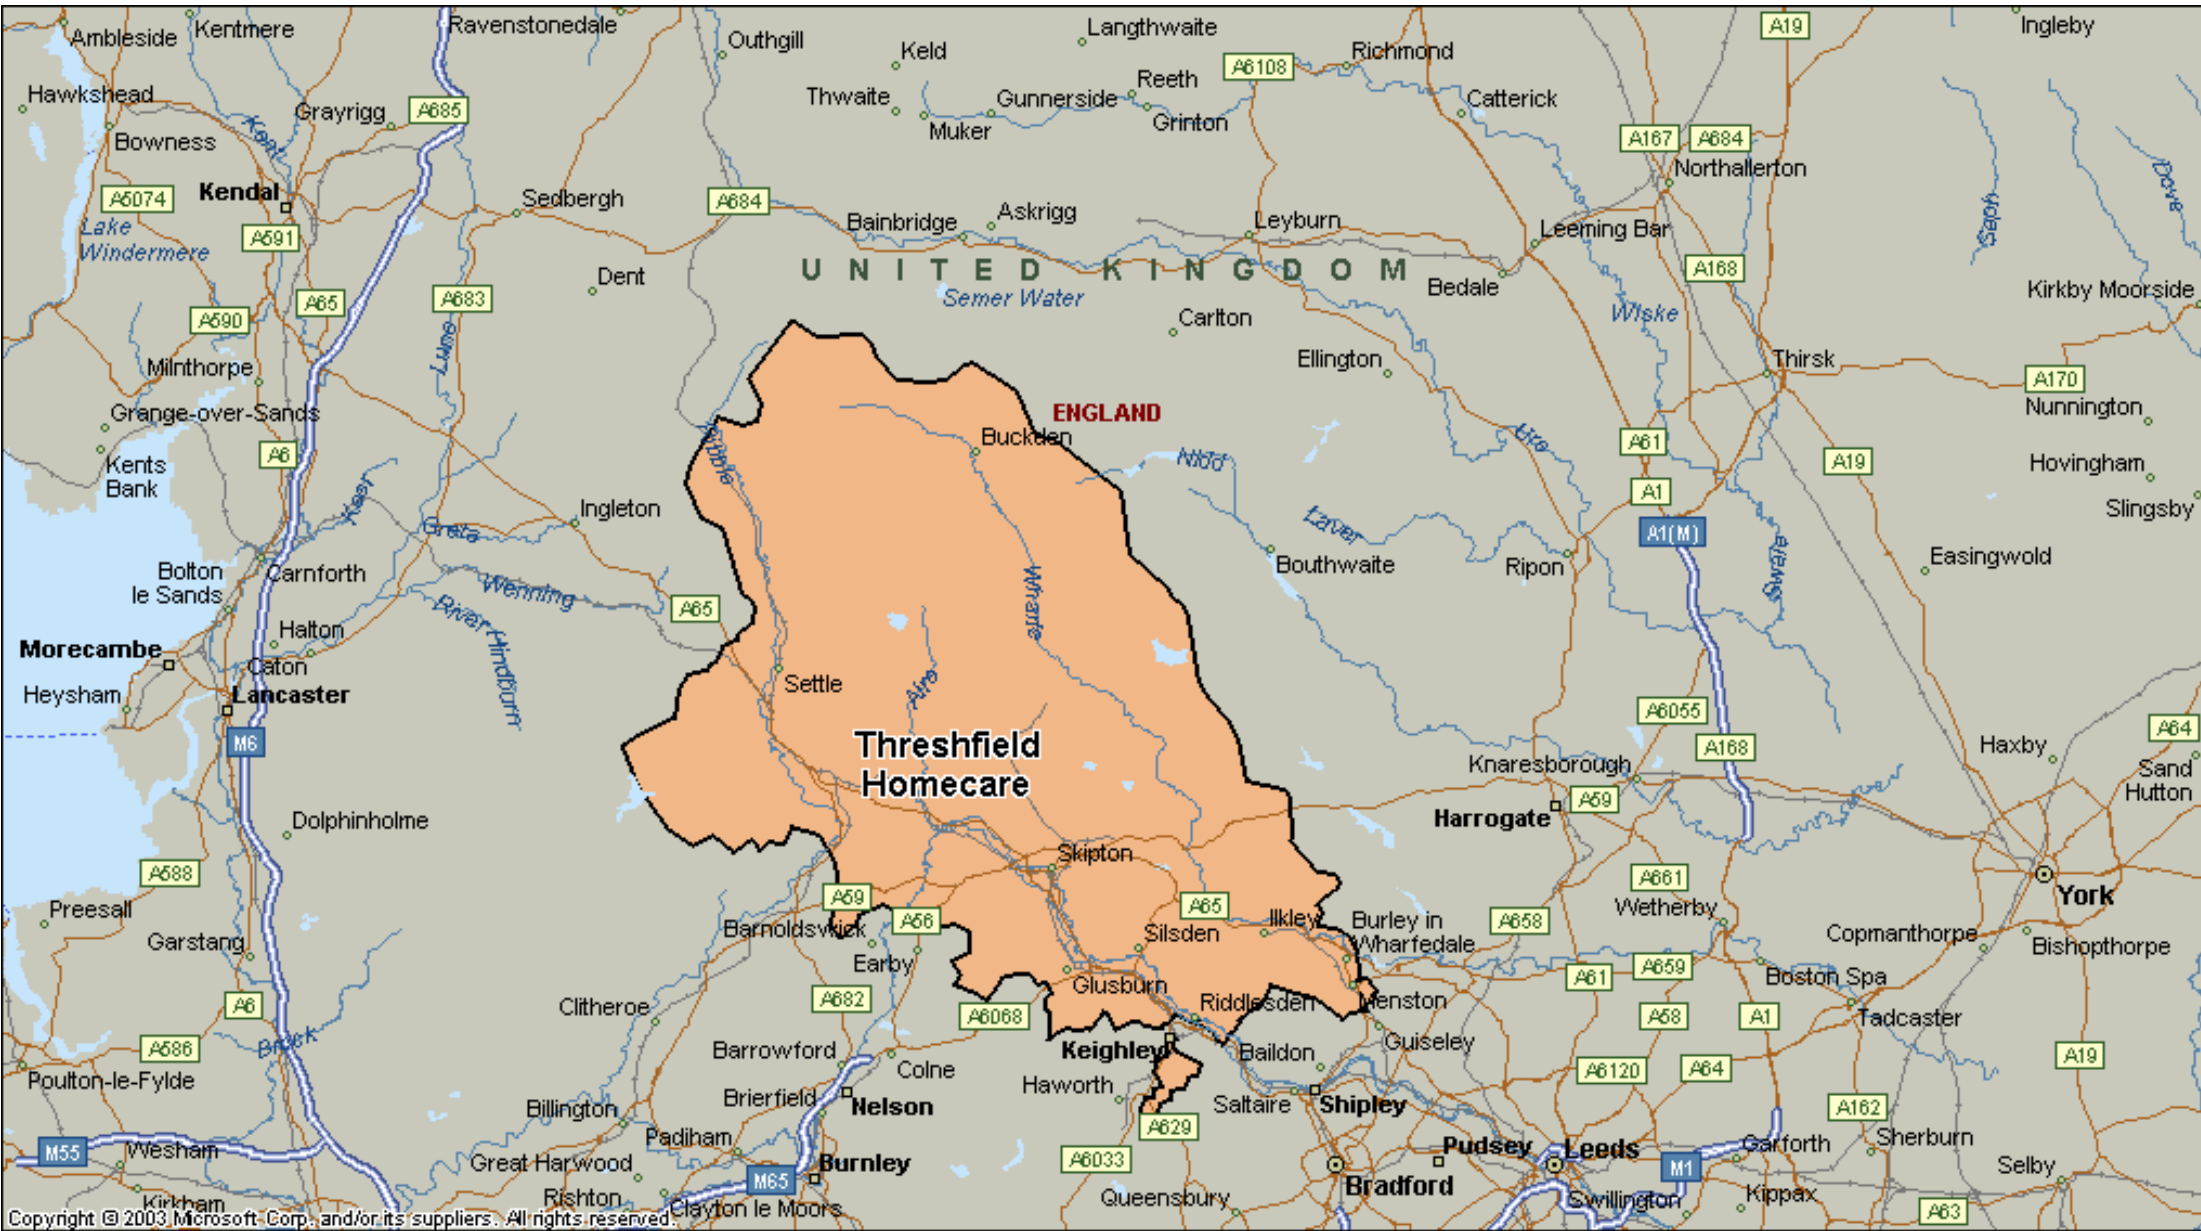 Ambleside
Kentmere
Ravenstonedale
Outhgill
Keld
Langthwaite
Richmond
A19
Ingleby
A6108
Hawkshead
Grayrigg
A685
Thwaite
Reeth
Gunnerside
Muker
Grinton
Catterick
Kent
Bowness
A167
A684
Northallerton
Dove
A5074
Kendal
Sedbergh
A684
Bainbridge
Askrigg
Leyburn
Leeming Bar
Seph
Lake
Windermere
A591
UNITED KINGDOM
Dent
Semer Water
Bedale
A168
Kirkby Moorside
A590
A65
A683
Carlton
Wiske
Lune
Milnthorpe
Ellington
Thirsk
A170
Grange-over-Sands
ENGLAND
Nunnington
Buckden
Ure
A61
A6
Kents
Bank
Ribble
Nidd
A19
Hovingham
A1
Slingsby
Keer
Greta
Ingleton
Laver
A1(M)
Swale
Bolton
le Sands
Carnforth
Wenning
Wharfe
Bouthwaite
Ripon
Easingwold
River Hindburn
A65
Halton
Morecambe
Caton
Heysham
Lancaster
Settle
Aire
A6055
M6
Threshfield
Homecare
A168
Haxby
A64
Knaresborough
Sand
Hutton
A59
Harrogate
Dolphinholme
Skipton
A588
A661
York
Preesall
A59
A56
A65
Ilkley
Burley in
Wharfedale
A658
Wetherby
Garstang
Barnoldswick
Silsden
Copmanthorpe
Bishopthorpe
Earby
A61
A659
Boston Spa
A6
Clitheroe
A682
Glusburn
Riddlesden
Menston
A6068
A58
A1
Tadcaster
A586
Brock
Barrowford
Keighley
Baildon
Guiseley
A19
Poulton-le-Fylde
Colne
Haworth
A6120
A64
Billington
Brierfield
Nelson
Saltaire
Shipley
A162
M55
Wesham
Padiham
A629
Pudsey
Leeds
Garforth
Sherburn
Great Harwood
M65
Burnley
A6033
Bradford
M1
Selby
Kirkham
Rishton
Clayton le Moors
Queensbury
Swillington
Kippax
A63
Copyright © 2003 Microsoft Corp. and/or its suppliers. All rights reserved.